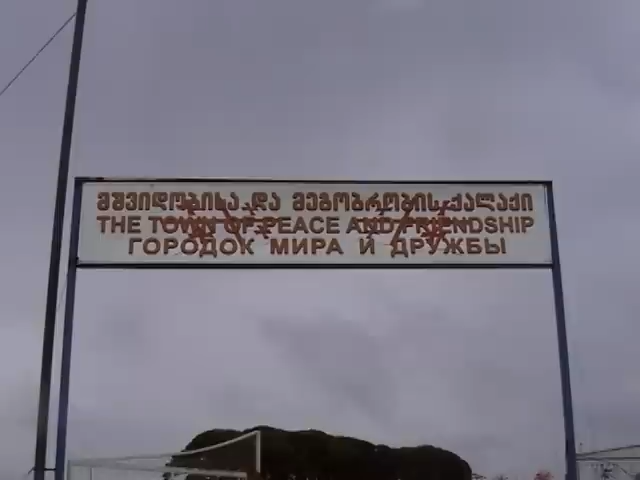 მშვიდობისა და მეგობრობის ქალაქი
THE TOWN OF PEACE AND FRIENDSHIP
ГОРОДОК МИРА И ДРУЖБЫ